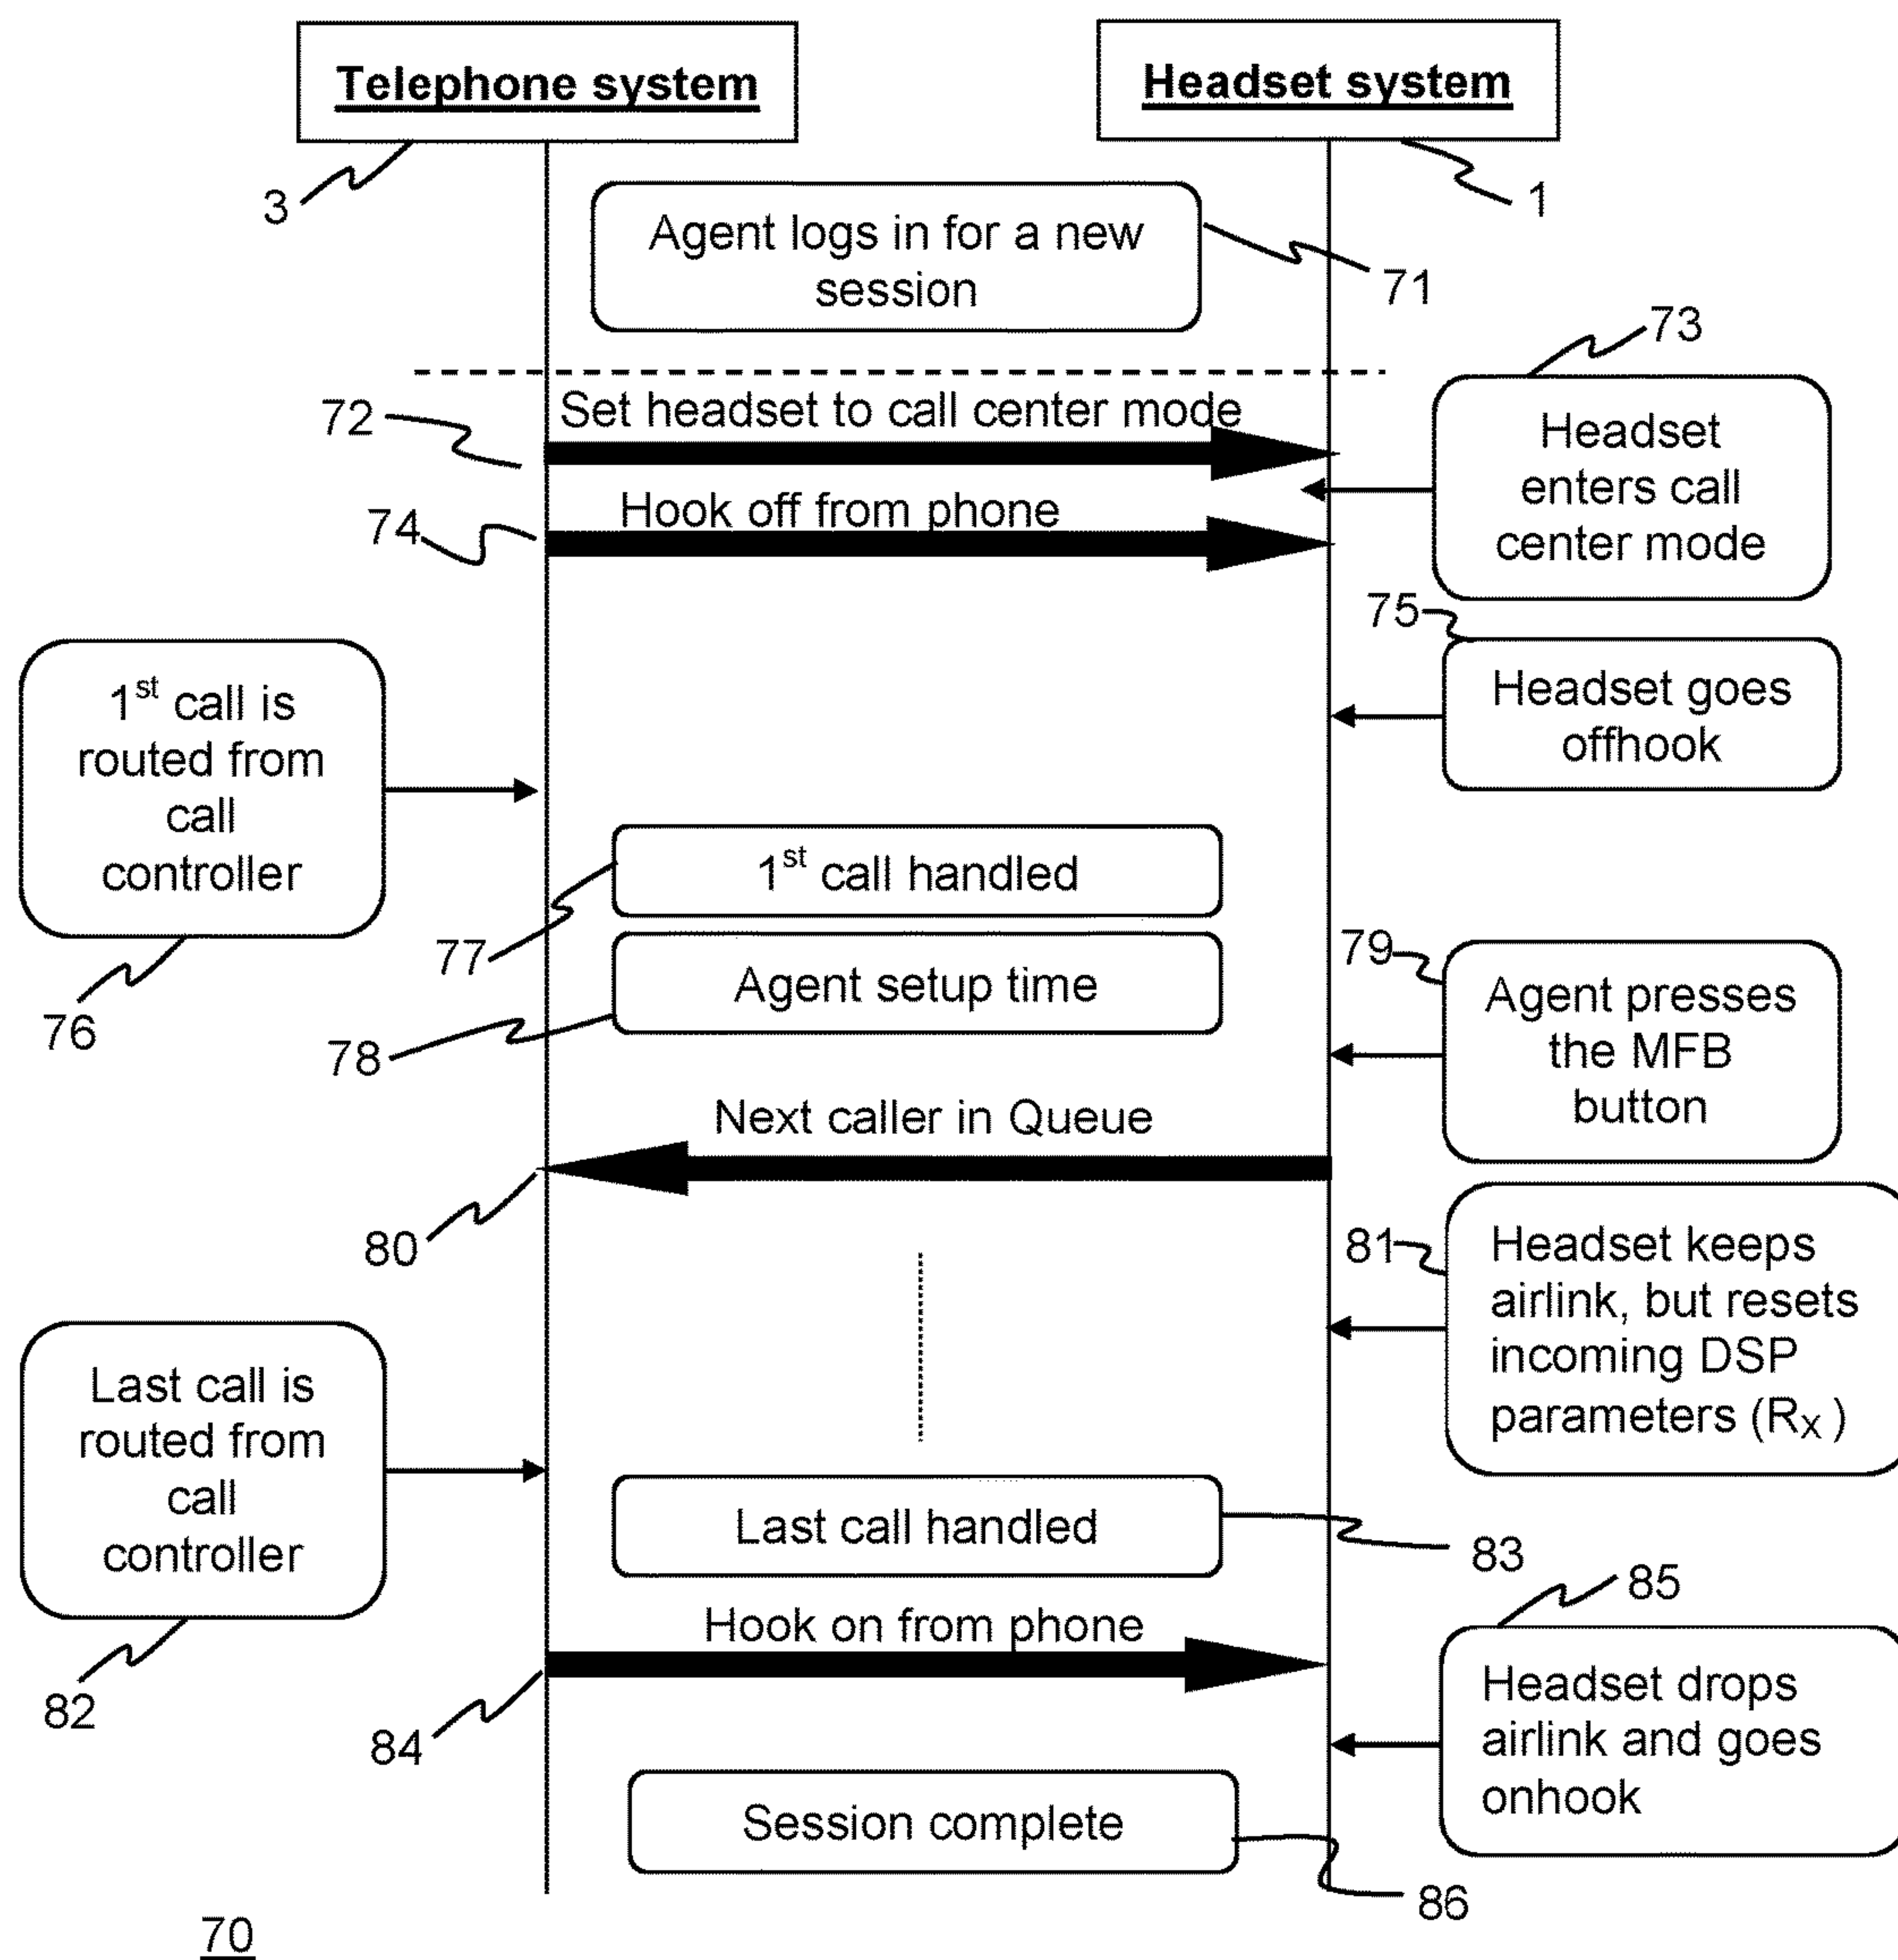 Telephone system
Headset system
3
1
Agent logs in for a new
session
71
73
72
Set headset to call center mode
Headset
enters call
center mode
74
Hook off from phone
75
Headset goes
offhook
1st call is
routed from
call
controller
76
1st call handled
77
Agent setup time
78
79
Agent presses
the MFB
button
Next caller in Queue
80
81
Headset keeps
airlink, but resets
incoming DSP
parameters (RX )
Last call is
routed from
call
controller
82
Last call handled
83
85
Hook on from phone
84
Headset drops
airlink and goes
onhook
Session complete
86
70